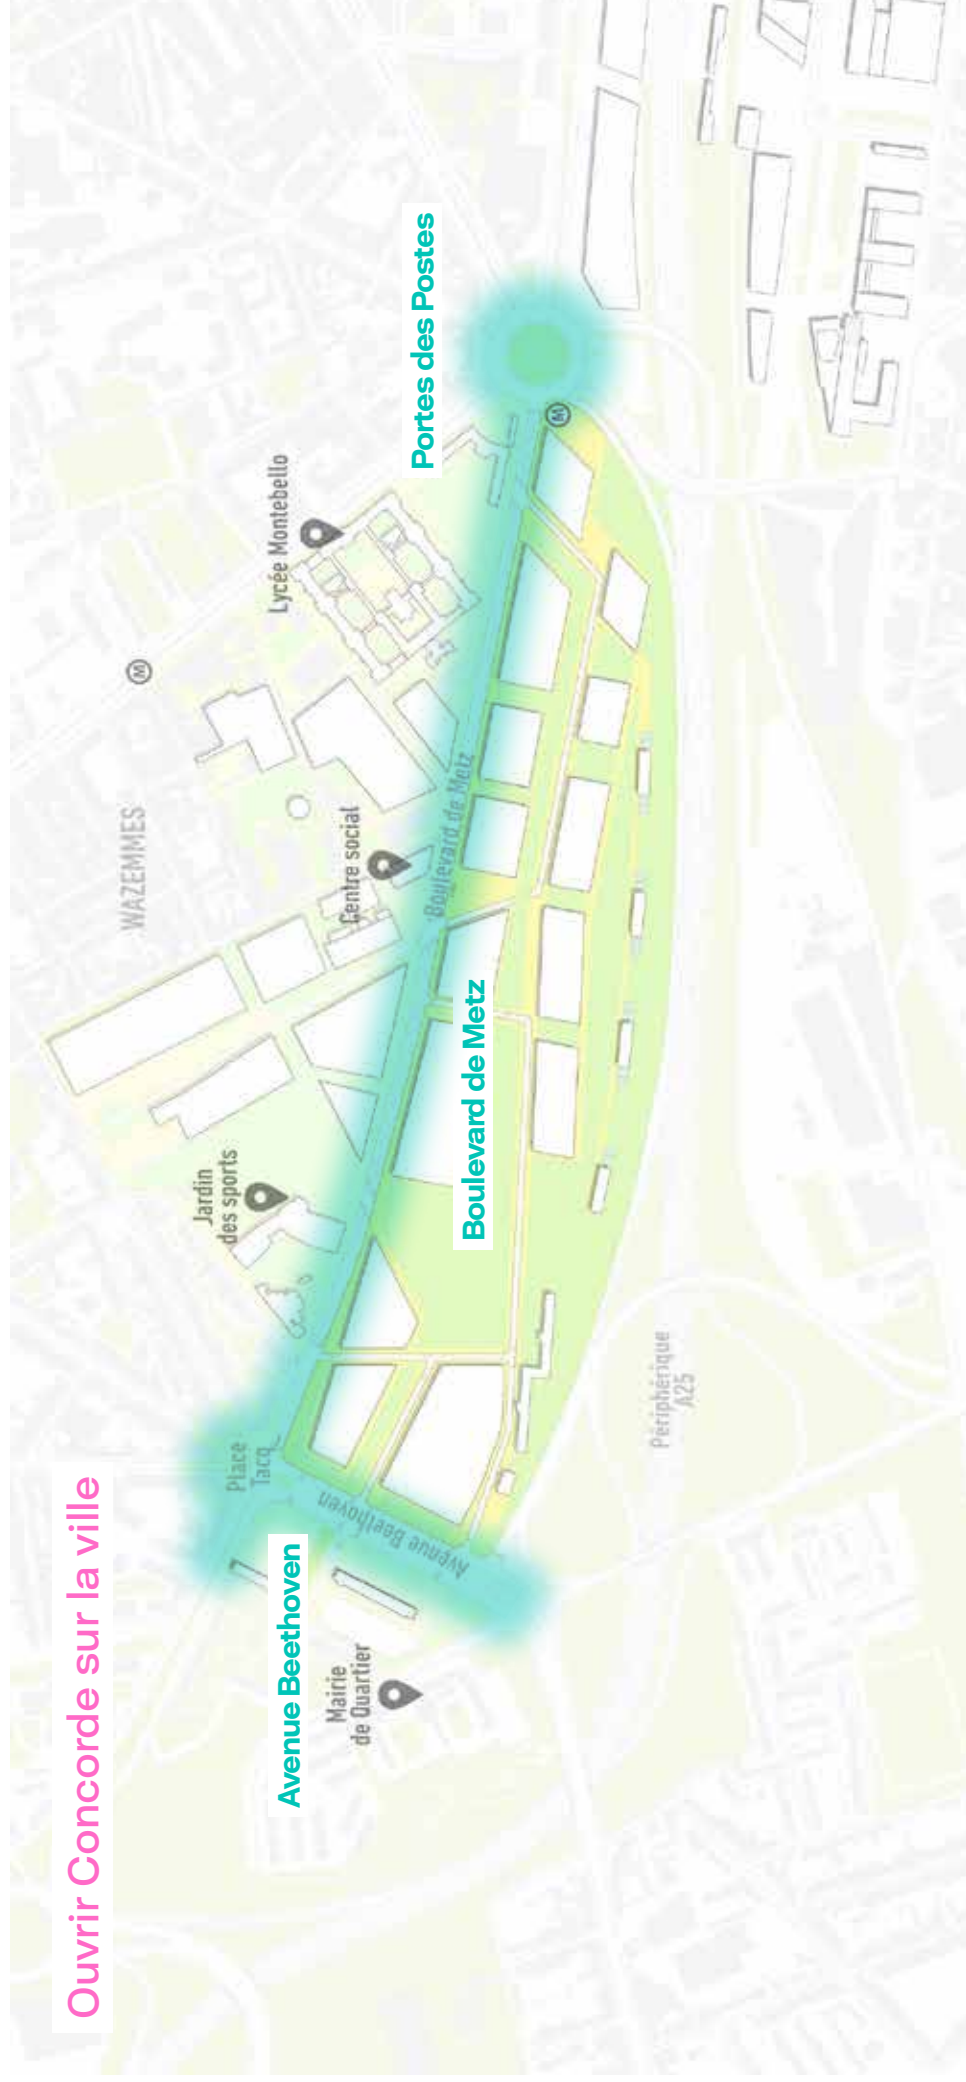 Ouvrir Concorde sur la ville
WAZEMMES
M
Lycée Montebello
Portes des Postes
M
Jardin
des sports
Centre social
Boulevard de Metz
Boulevard de Metz
Place
Tacq
Avenue Beethoven
Avenue Beethoven
Mairie
de Quartier
Périphérique
A25